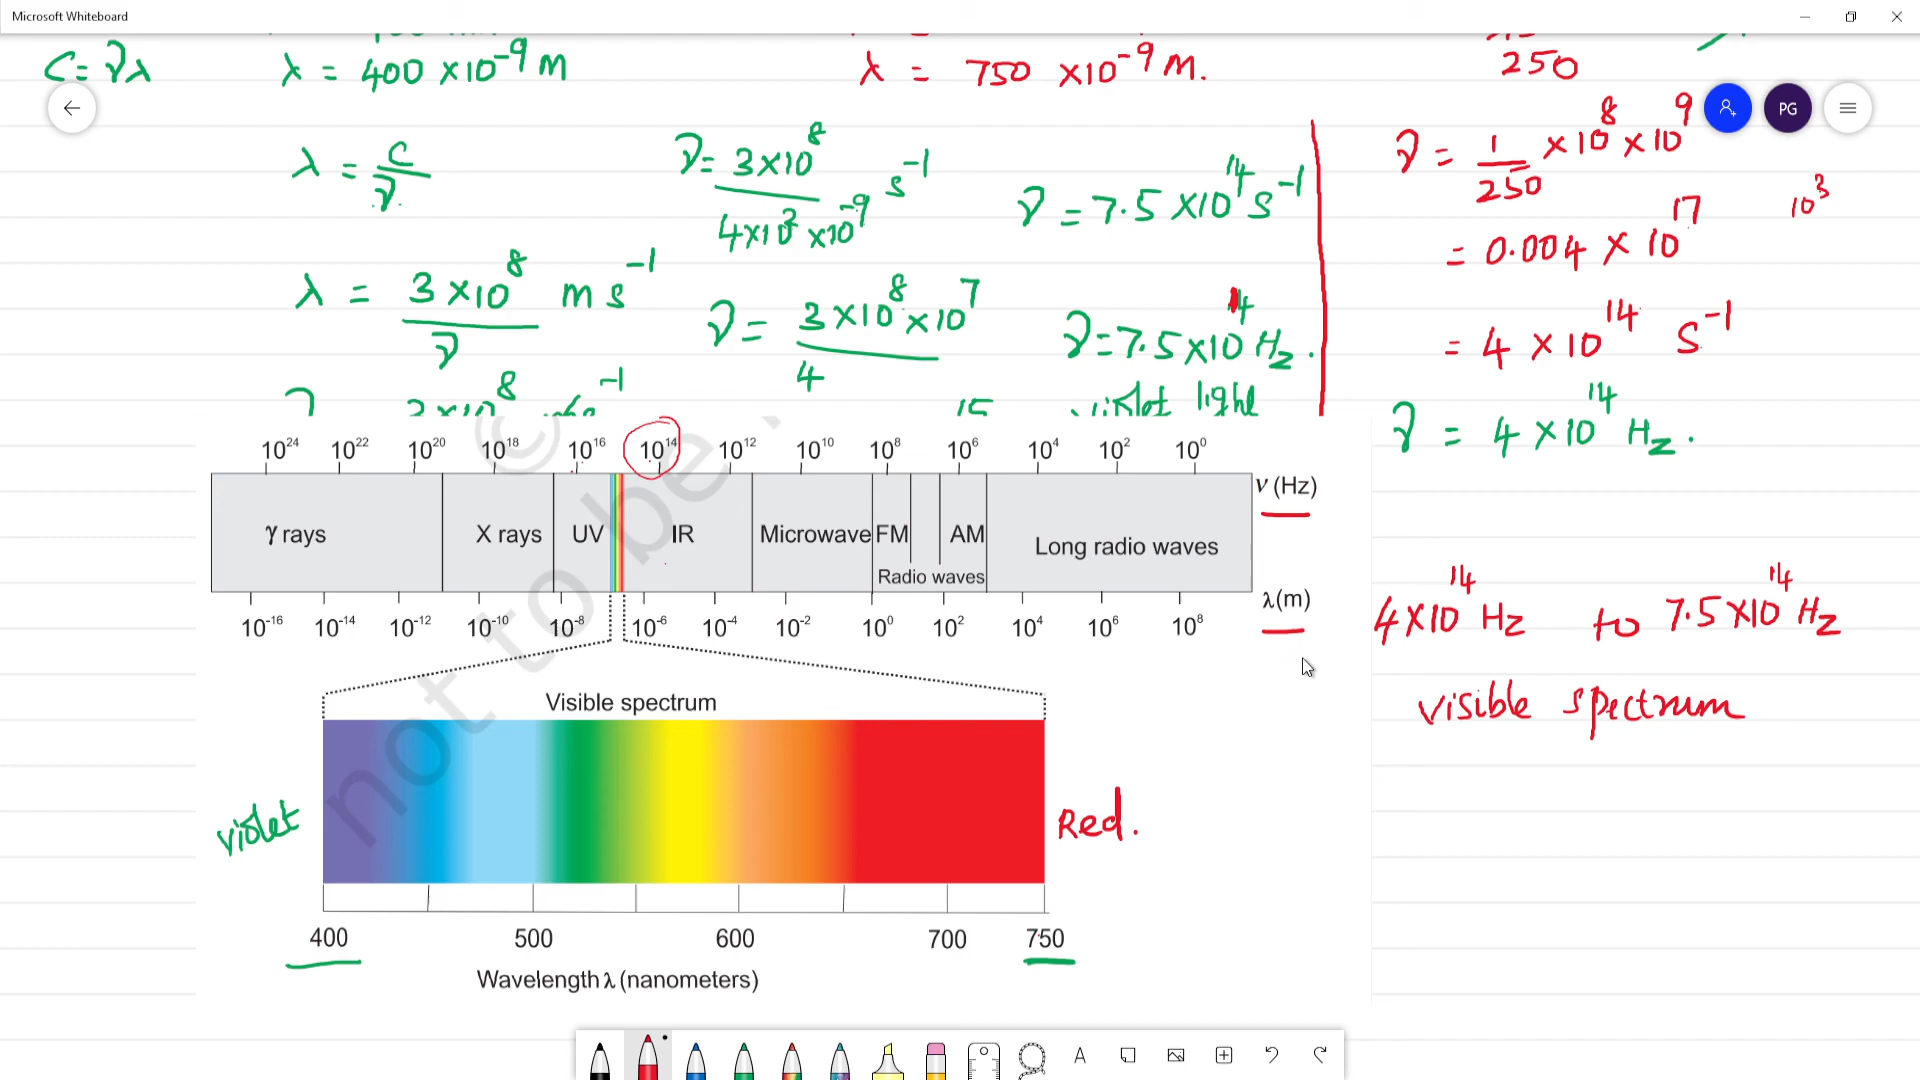 Microsoft Whiteboard
C = νλ
λ = 400 × 10⁻⁹ m
λ = 750 × 10⁻⁹ m.
250
PG
λ = c/ν
ν = 3×10⁸ / 4×10² ×10⁻⁹ s⁻¹
ν = 7.5 ×10¹⁴ s⁻¹
ν = 1/250 ×10⁸ ×10⁹
= 0.004 × 10¹⁷
10³
λ = 3 ×10⁸ / ν m s⁻¹
ν = 3 ×10⁸ ×10⁷ / 4
ν = 7.5 ×10¹⁴ Hz.
= 4 × 10¹⁴ s⁻¹
violet light
15
ν = 4 ×10¹⁴ Hz.
10²⁴ 10²² 10²⁰ 10¹⁸ 10¹⁶ 10¹⁴ 10¹² 10¹⁰ 10⁸ 10⁶ 10⁴ 10² 10⁰
ν (Hz)
γ rays X rays UV IR Microwave FM AM Long radio waves
Radio waves
λ(m)
10⁻¹⁶ 10⁻¹⁴ 10⁻¹² 10⁻¹⁰ 10⁻⁸ 10⁻⁶ 10⁻⁴ 10⁻² 10⁰ 10² 10⁴ 10⁶ 10⁸
4×10¹⁴ Hz to 7.5×10¹⁴ Hz
visible spectrum
Visible spectrum
violet
Red.
400 500 600 700 750
Wavelength λ (nanometers)
© not to be
A